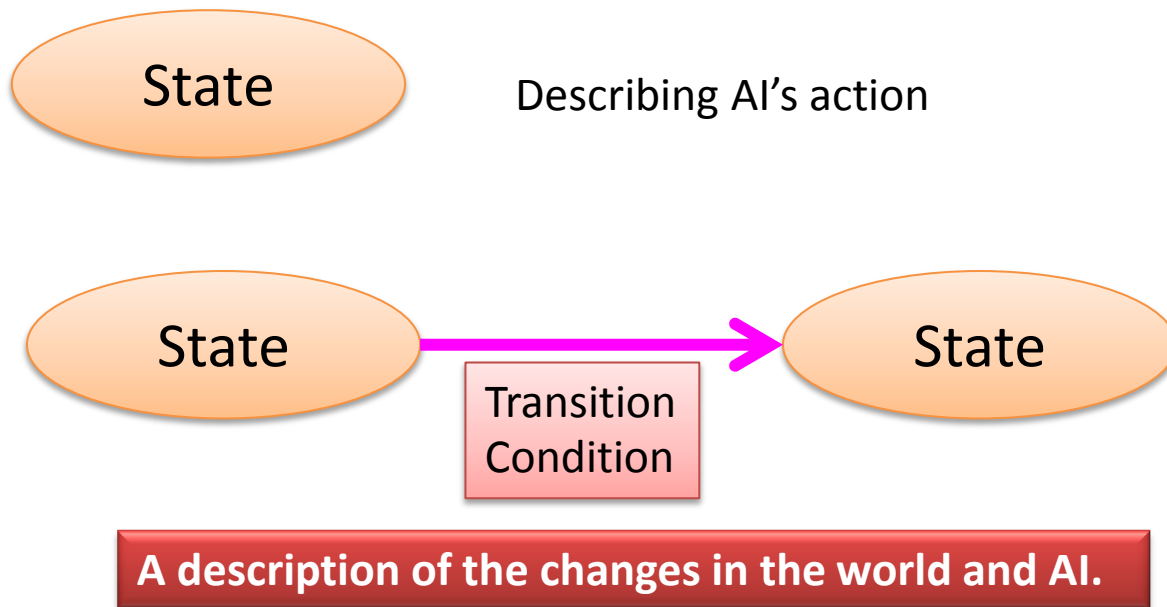 State
Describing AI's action
State
State
Transition
Condition
A description of the changes in the world and AI.